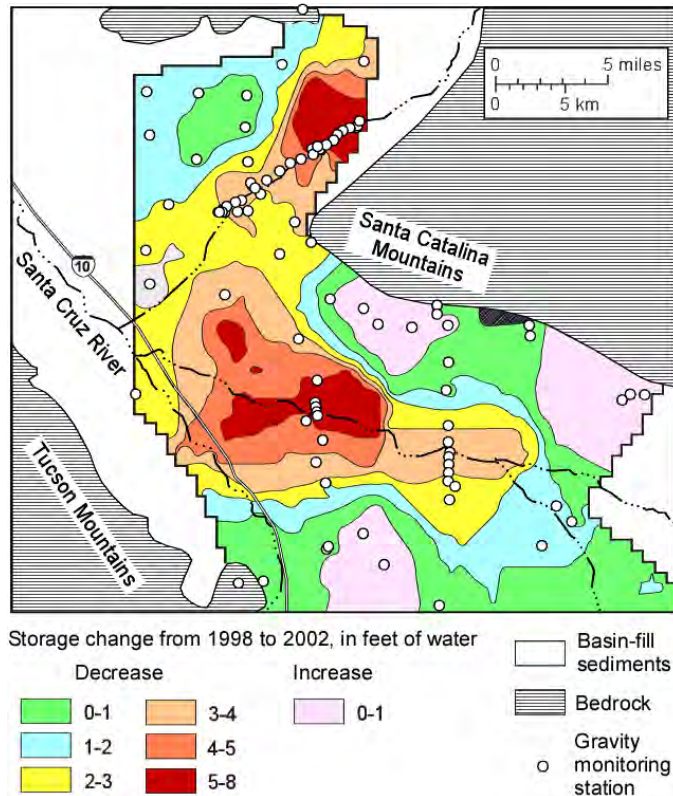 0 5 miles
0 5 km
Santa Catalina
Mountains
10
Santa Cruz River
Tucson Mountains
Storage change from 1998 to 2002, in feet of water
Decrease
Increase
0-1
1-2
2-3
3-4
4-5
5-8
0-1
Basin-fill
sediments
Bedrock
Gravity
monitoring
station